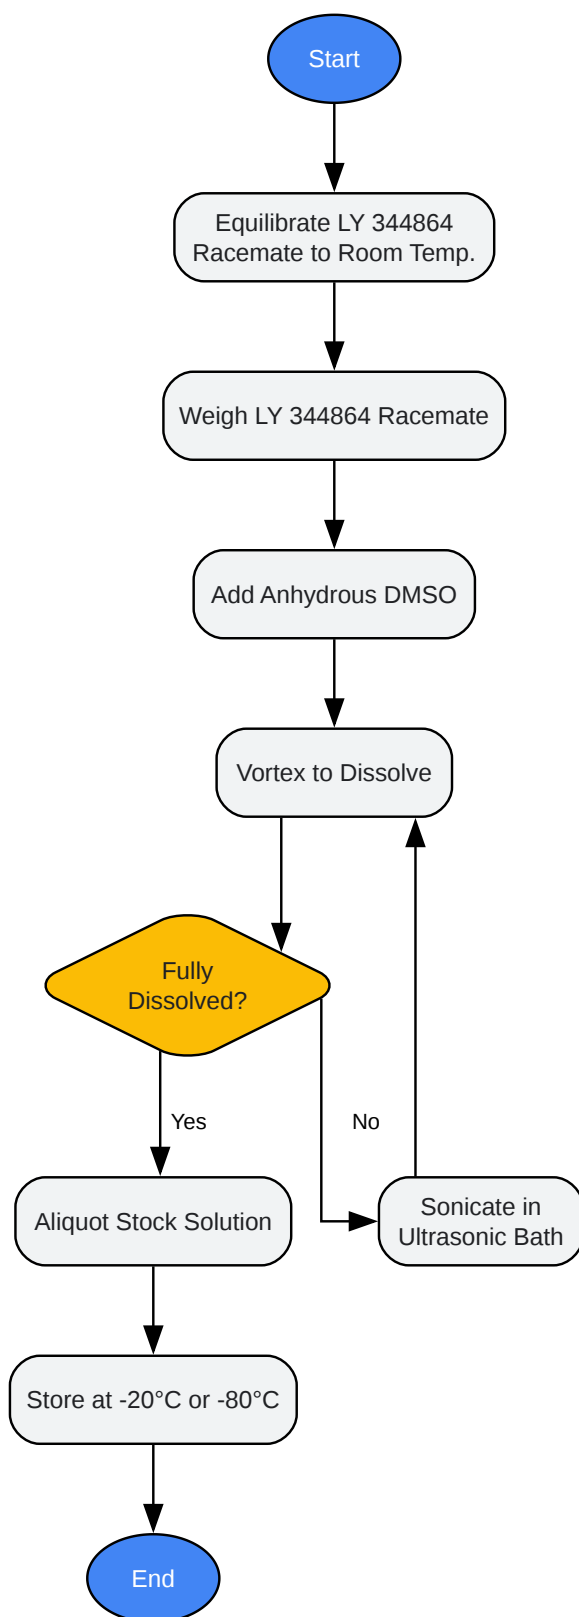 Start
Equilibrate LY 344864
Racemate to Room Temp.
Weigh LY 344864 Racemate
Add Anhydrous DMSO
Vortex to Dissolve
Fully
Dissolved?
Yes
No
Aliquot Stock Solution
Sonicate in
Ultrasonic Bath
Store at -20°C or -80°C
End